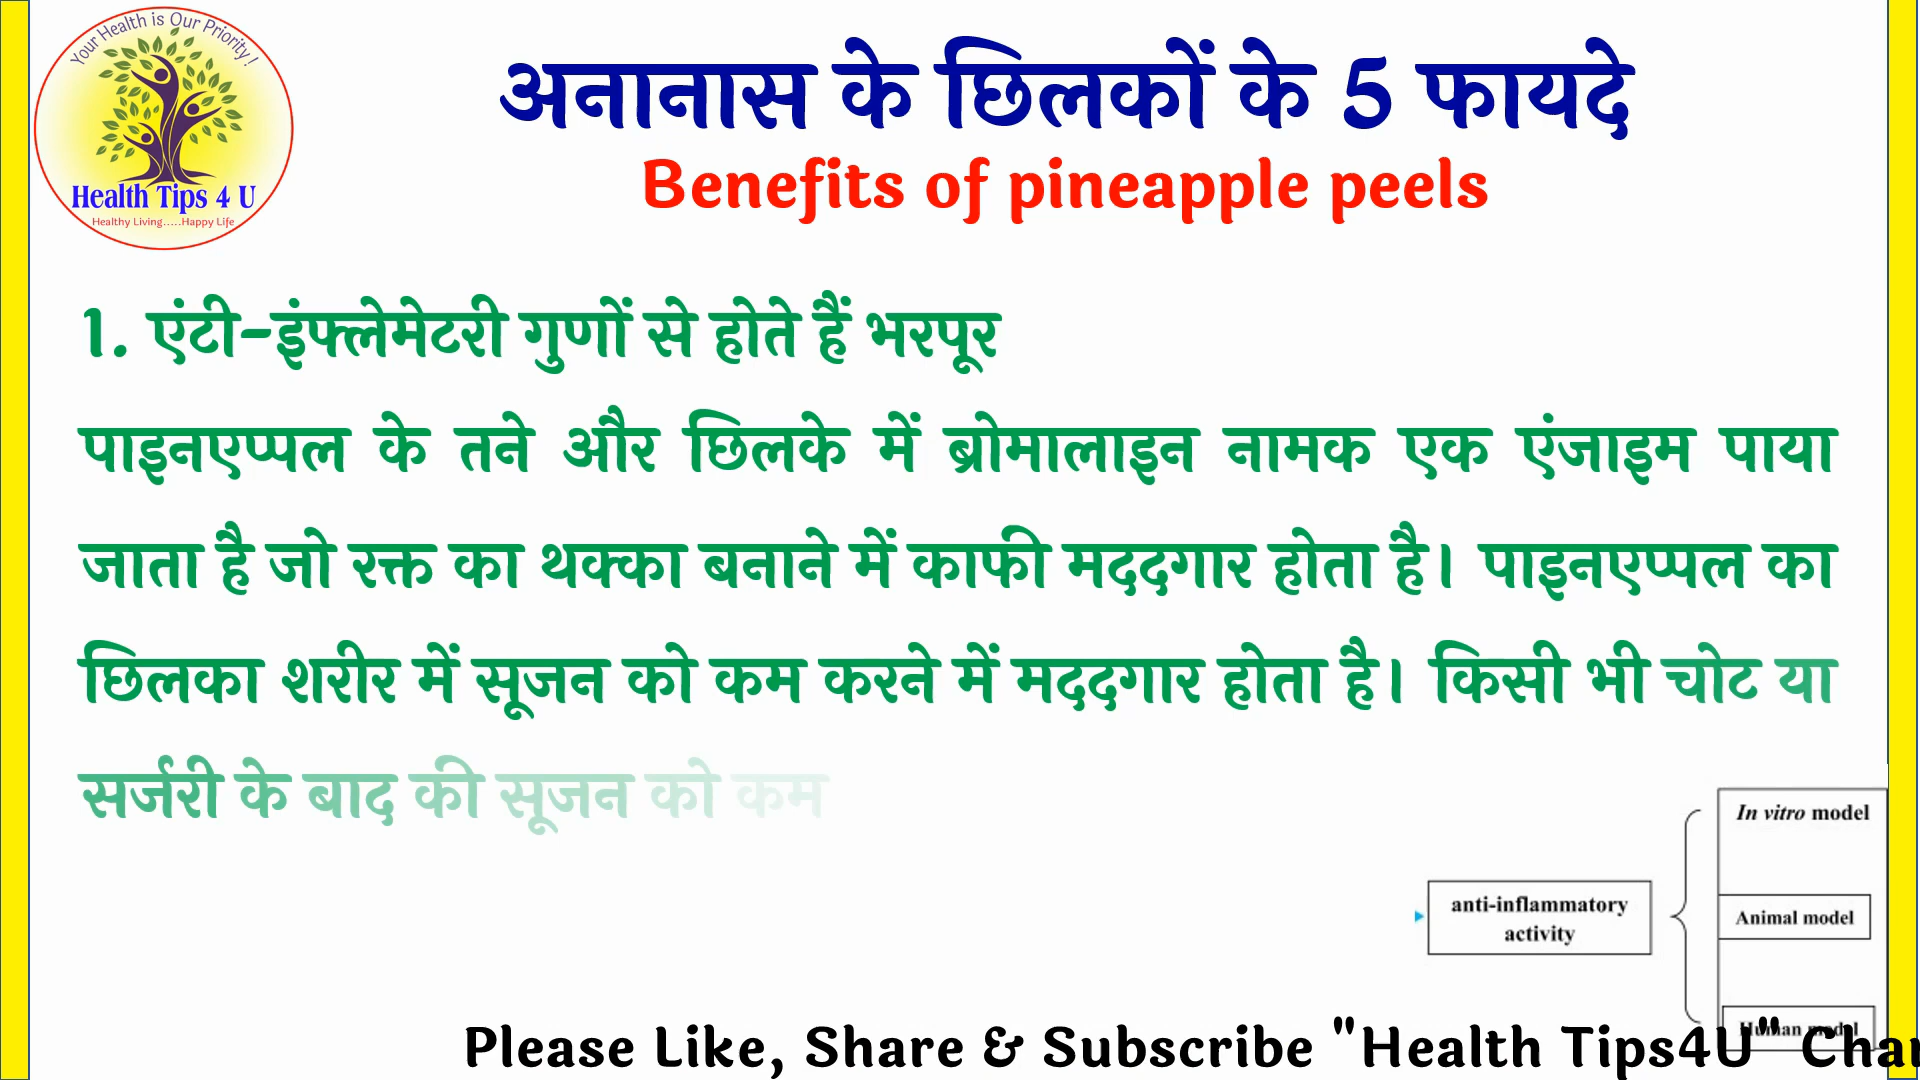 Your Health is Our Priority!
Health Tips 4 U
Healthy Living.....Happy Life
अनानास के छिलकों के 5 फायदे
Benefits of pineapple peels
1. एंटी-इंफ्लेमेटरी गुणों से होते हैं भरपूर
पाइनएप्पल के तने और छिलके में ब्रोमालाइन नामक एक एंजाइम पाया
जाता है जो रक्त का थक्का बनाने में काफी मददगार होता है। पाइनएप्पल का
छिलका शरीर में सूजन को कम करने में मददगार होता है। किसी भी चोट या
सर्जरी के बाद की सूजन को कम
In vitro model
anti-inflammatory
activity
Animal model
Human model
Please Like, Share & Subscribe "Health Tips4U"